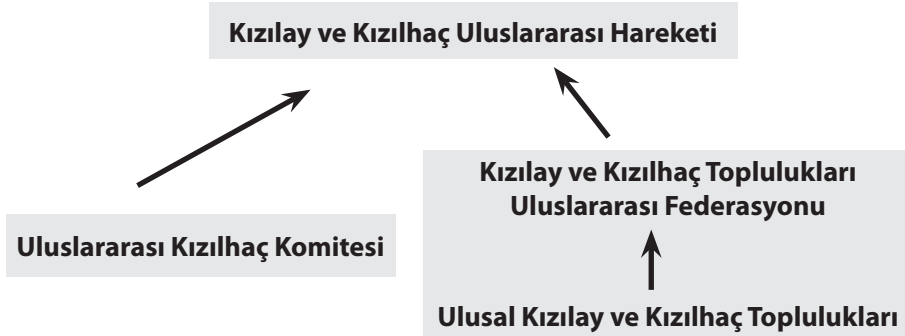 Kızılay ve Kızılhaç Uluslararası Hareketi
Kızılay ve Kızılhaç Toplulukları
Uluslararası Federasyonu
Uluslararası Kızılhaç Komitesi
Ulusal Kızılay ve Kızılhaç Toplulukları